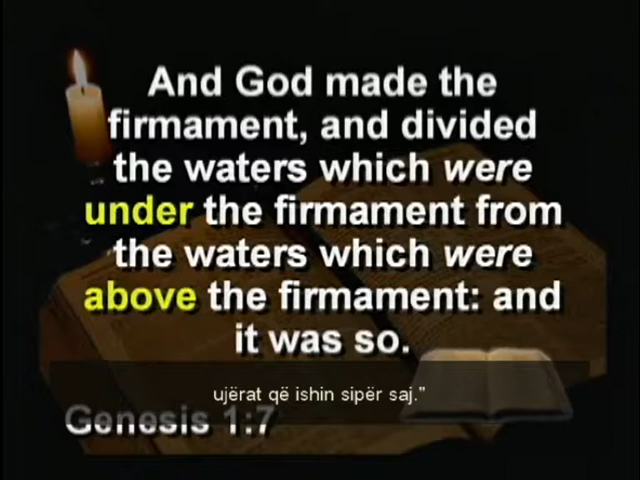 And God made the
firmament, and divided
the waters which were
under the firmament from
the waters which were
above the firmament: and
it was so.
ujërat që ishin sipër saj.”
Genesis 1:7